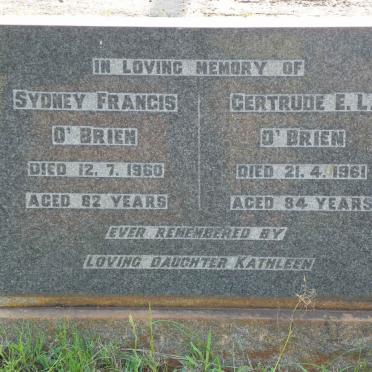 IN LOVING MEMORY OF
SYDNEY FRANCIS
O'BRIEN
DIED 12.7.1960
AGED 82 YEARS
GERTRUDE E.L.
O'BRIEN
DIED 21.4.1961
AGED 84 YEARS
EVER REMEMBERED BY
LOVING DAUGHTER KATHLEEN